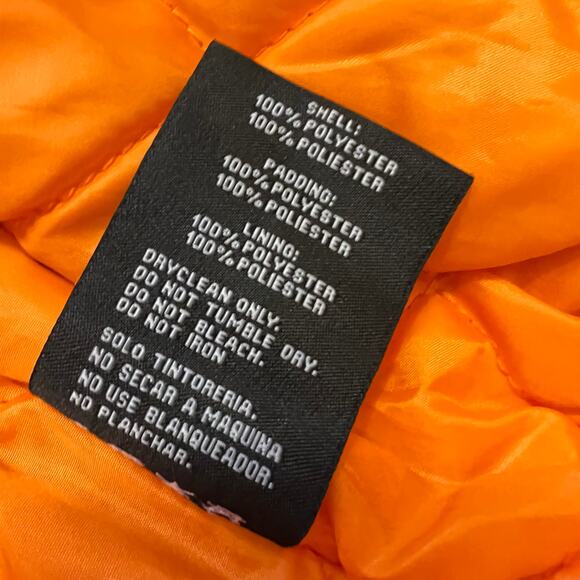 SHELL:
100% POLYESTER
100% POLIESTER
PADDING:
100% POLYESTER
100% POLIESTER
LINING:
100% POLYESTER
100% POLIESTER
DRYCLEAN ONLY.
DO NOT TUMBLE DRY.
DO NOT BLEACH.
DO NOT IRON
SOLO TINTORERIA.
NO SECAR A MAQUINA
NO USE BLANQUEADOR.
NO PLANCHAR.